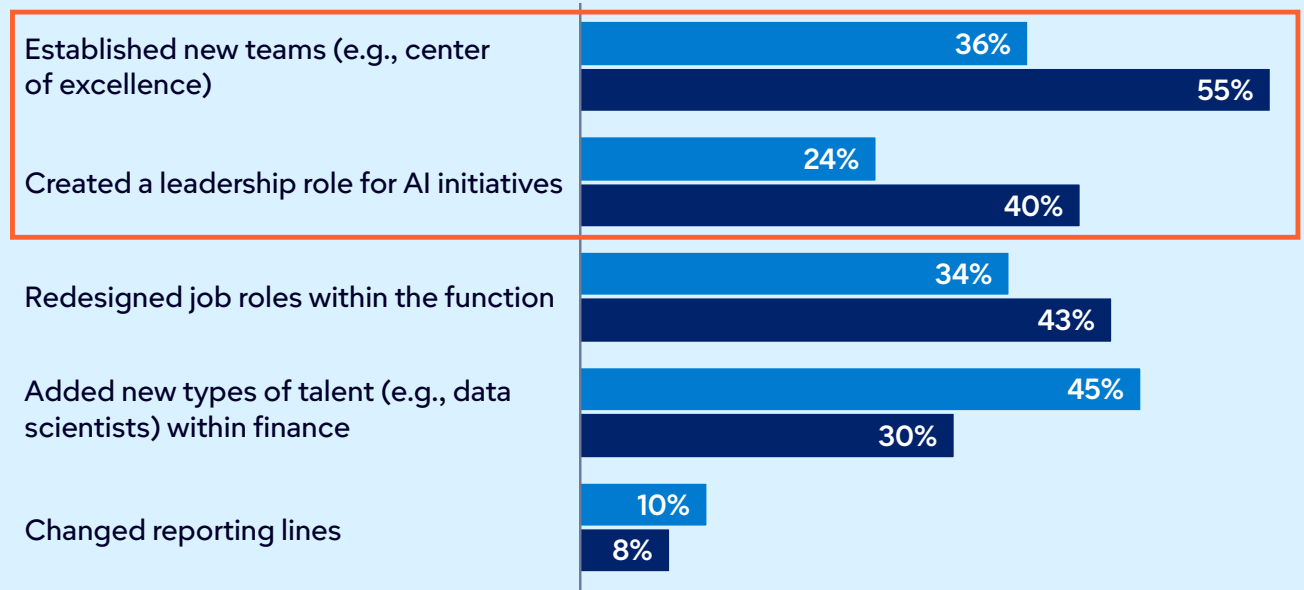 Established new teams (e.g., center
of excellence)
36%
55%
Created a leadership role for AI initiatives
24%
40%
Redesigned job roles within the function
34%
43%
Added new types of talent (e.g., data
scientists) within finance
45%
30%
Changed reporting lines
10%
8%